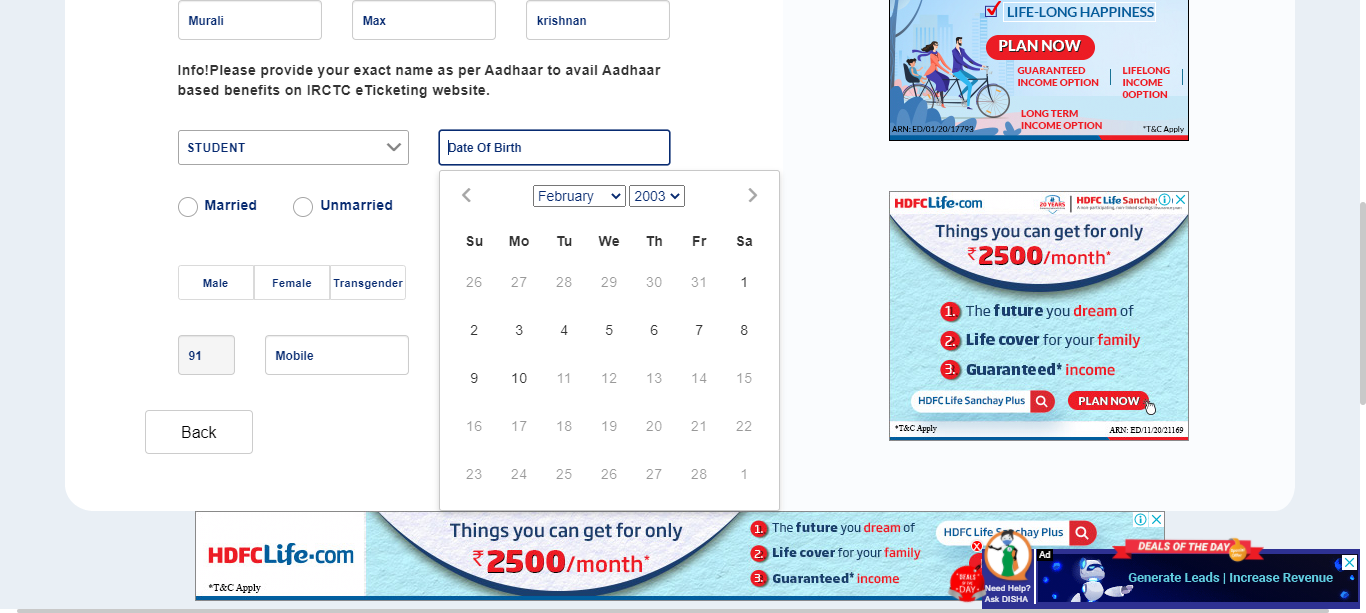 Murali Max krishnan
Info!Please provide your exact name as per Aadhaar to avail Aadhaar
based benefits on IRCTC eTicketing website.
STUDENT Date Of Birth
February 2003
Married Unmarried
Su Mo Tu We Th Fr Sa
26 27 28 29 30 31 1
Male Female Transgender
2 3 4 5 6 7 8
91 Mobile
9 10 11 12 13 14 15
Back
16 17 18 19 20 21 22
23 24 25 26 27 28 1
LIFE-LONG HAPPINESS
PLAN NOW
GUARANTEED
INCOME OPTION
LIFELONG
INCOME
0OPTION
LONG TERM
INCOME OPTION
ARN: ED/01/20/17793 *T&C Apply
HDFCLife.com 20 YEARS HDFC Life Sanchay
Things you can get for only
₹2500/month*
1. The future you dream of
2. Life cover for your family
3. Guaranteed* income
HDFC Life Sanchay Plus PLAN NOW
*T&C Apply ARN: ED/11/20/21169
HDFCLife.com
*T&C Apply
Things you can get for only
₹2500/month*
1. The future you dream of
2. Life cover for your family
3. Guaranteed* income
HDFC Life Sanchay Plus
DEALS OF THE DAY
Need Help?
Ask DISHA
Ad
DEALS OF THE DAY
Generate Leads | Increase Revenue